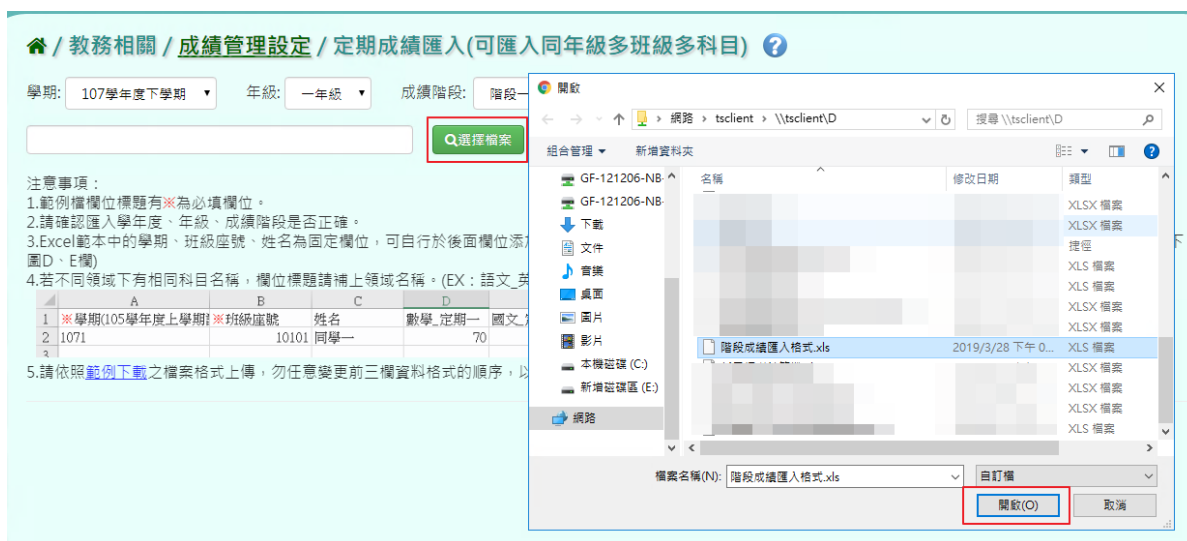 / 教務相關 / 成績管理設定 / 定期成績匯入(可匯入同年級多班級多科目) ?
學期: 107學年度下學期 年級: 一年級 成績階段: 階段一
選擇檔案
注意事項：
1.範例檔欄位標題有※為必填欄位。
2.請確認匯入學年度、年級、成績階段是否正確。
3.Excel範本中的學期、班級座號、姓名為固定欄位，可自行於後面欄位添
下
圖D、E欄)
4.若不同領域下有相同科目名稱，欄位標題請補上領域名稱。(EX：語文_英
A B C D
1 ※學期(105學年度上學期 ※班級座號 姓名 數學_定期一 國文_
2 1071 10101 同學一 70
3
5.請依照範例下載之檔案格式上傳，勿任意變更前三欄資料格式的順序，以
開啟
網路 › tsclient › \\tsclient\D
搜尋 \\tsclient\D
組合管理 新增資料夾
名稱 修改日期 類型
GF-121206-NB-
GF-121206-NB-
下載
文件
音樂
桌面
圖片
影片
本機磁碟 (C:)
新增磁碟區 (E:)
網路
XLSX 檔案
XLSX 檔案
捷徑
XLS 檔案
XLS 檔案
XLSX 檔案
XLSX 檔案
階段成績匯入格式.xls 2019/3/28 下午 0... XLS 檔案
XLSX 檔案
XLSX 檔案
XLSX 檔案
XLS 檔案
檔案名稱(N): 階段成績匯入格式.xls 自訂檔
開啟(O) 取消